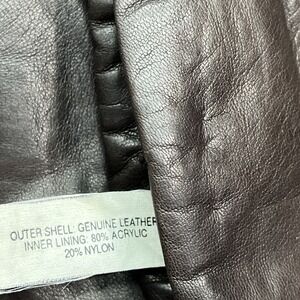 OUTER SHELL: GENUINE LEATHER
INNER LINING: 80% ACRYLIC
20% NYLON